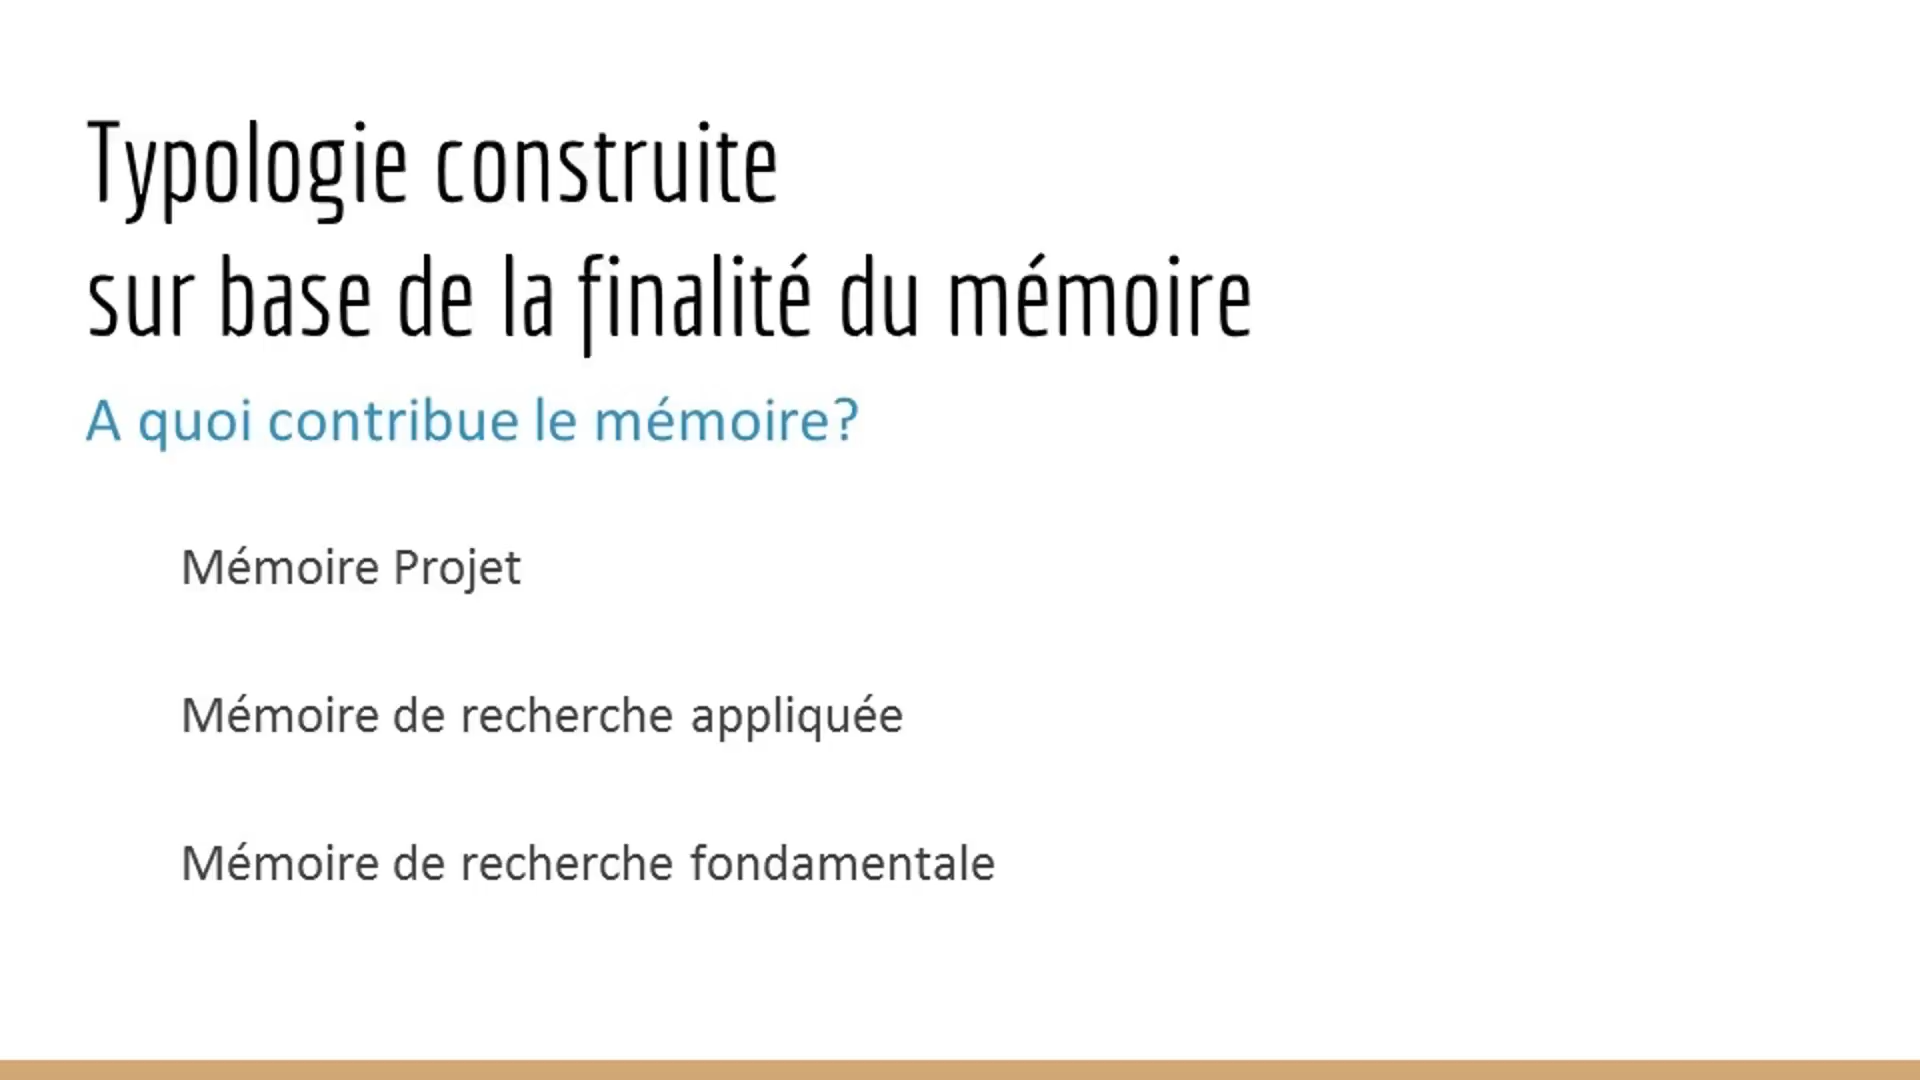 Typologie construite
sur base de la finalité du mémoire
A quoi contribue le mémoire?
Mémoire Projet
Mémoire de recherche appliquée
Mémoire de recherche fondamentale